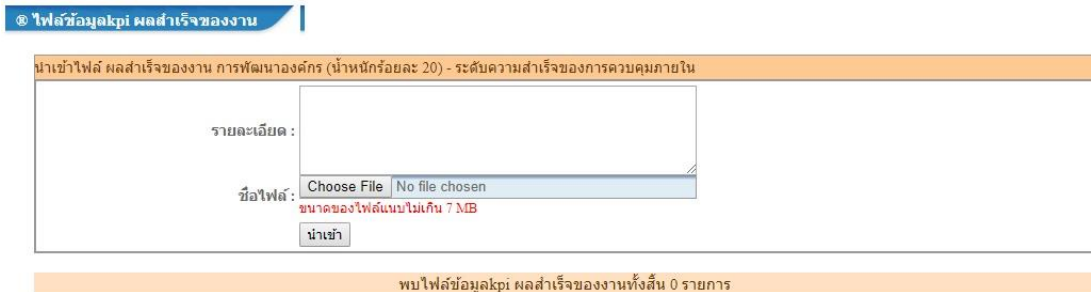 ® ไฟล์ข้อมูลkpi ผลสำเร็จของงาน
นำเข้าไฟล์ ผลสำเร็จของงาน การพัฒนาองค์กร (น้ำหนักร้อยละ 20) - ระดับความสำเร็จของการควบคุมภายใน
รายละเอียด :
ชื่อไฟล์ : Choose File No file chosen
ขนาดของไฟล์แนบไม่เกิน 7 MB
นำเข้า
พบไฟล์ข้อมูลkpi ผลสำเร็จของงานทั้งสิ้น 0 รายการ